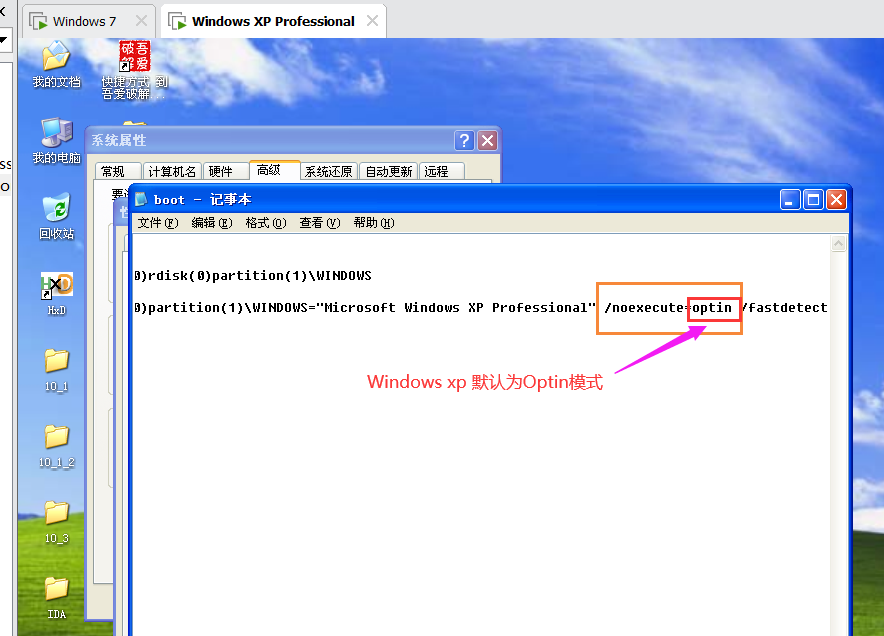 Windows 7
Windows XP Professional
我的文档
破吾
解爱
快捷方式 到
吾爱破解 ...
我的电脑
回收站
HxD
HxD
10_1
10_1_2
10_3
IDA
系统属性
常规
计算机名
硬件
高级
系统还原
自动更新
远程
boot - 记事本
文件(F)
编辑(E)
格式(O)
查看(V)
帮助(H)
0)rdisk(0)partition(1)\WINDOWS
0)partition(1)\WINDOWS="Microsoft Windows XP Professional" /noexecute=optin /fastdetect
Windows xp 默认为Optin模式